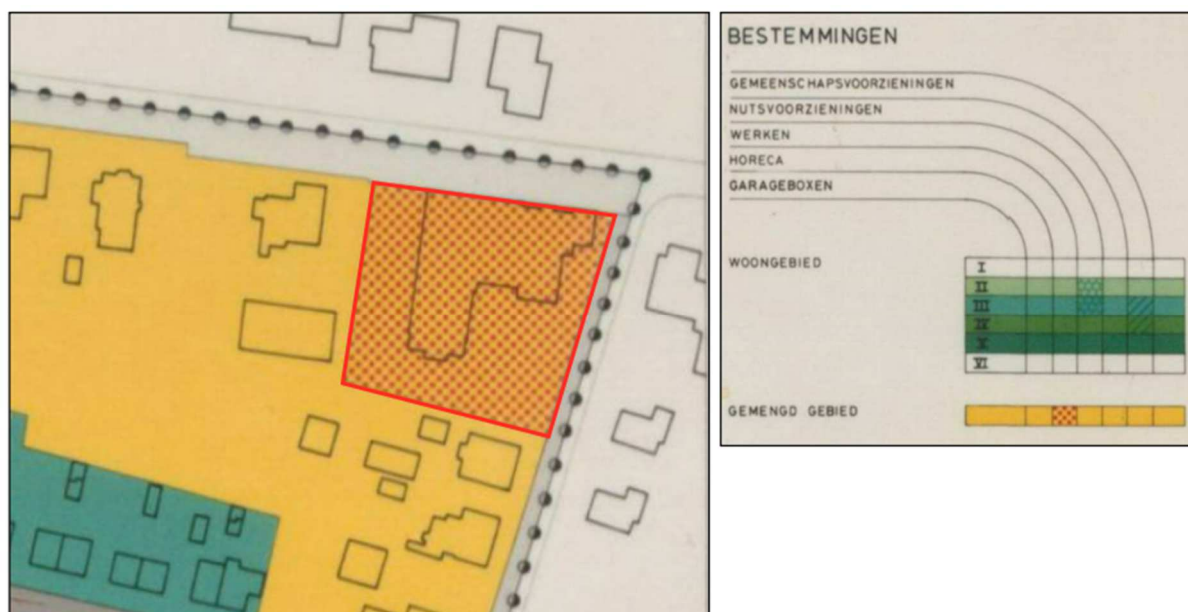 BESTEMMINGEN
GEMEENSCHAPSVOORZIENINGEN
NUTSVOORZIENINGEN
WERKEN
HORECA
GARAGEBOXEN
WOONGEBIED
I
II
III
IV
V
VI
GEMENGD GEBIED